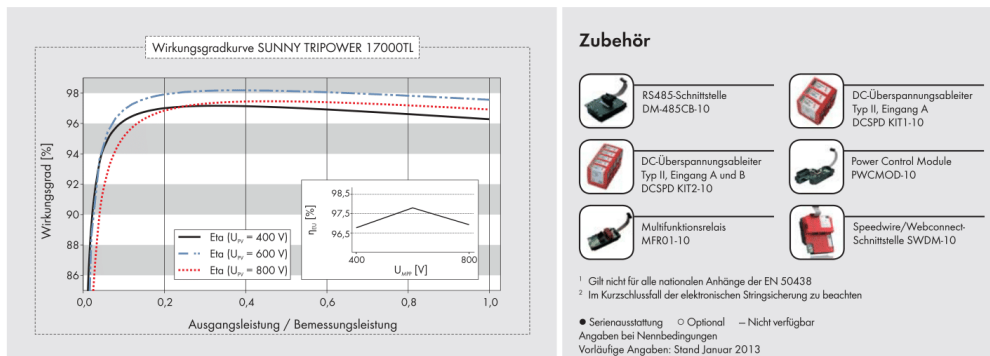 Wirkungsgradkurve SUNNY TRIPOWER 17000TL
Wirkungsgrad [%]
98
96
94
92
90
88
86
0,0
0,2
0,4
0,6
0,8
1,0
Ausgangsleistung / Bemessungsleistung
Eta (U_PV = 400 V)
Eta (U_PV = 600 V)
Eta (U_PV = 800 V)
η_EU [%]
98,5
97,5
96,5
400
800
U_MPP [V]
Zubehör
RS485-Schnittstelle
DM-485CB-10
DC-Überspannungsableiter
Typ II, Eingang A
DCSPD KIT1-10
DC-Überspannungsableiter
Typ II, Eingang A und B
DCSPD KIT2-10
Power Control Module
PWCMOD-10
Multifunktionsrelais
MFR01-10
Speedwire/Webconnect-
Schnittstelle SWDM-10
¹ Gilt nicht für alle nationalen Anhänge der EN 50438
² Im Kurzschlussfall der elektronischen Stringsicherung zu beachten
● Serienausstattung ○ Optional — Nicht verfügbar
Angaben bei Nennbedingungen
Vorläufige Angaben: Stand Januar 2013